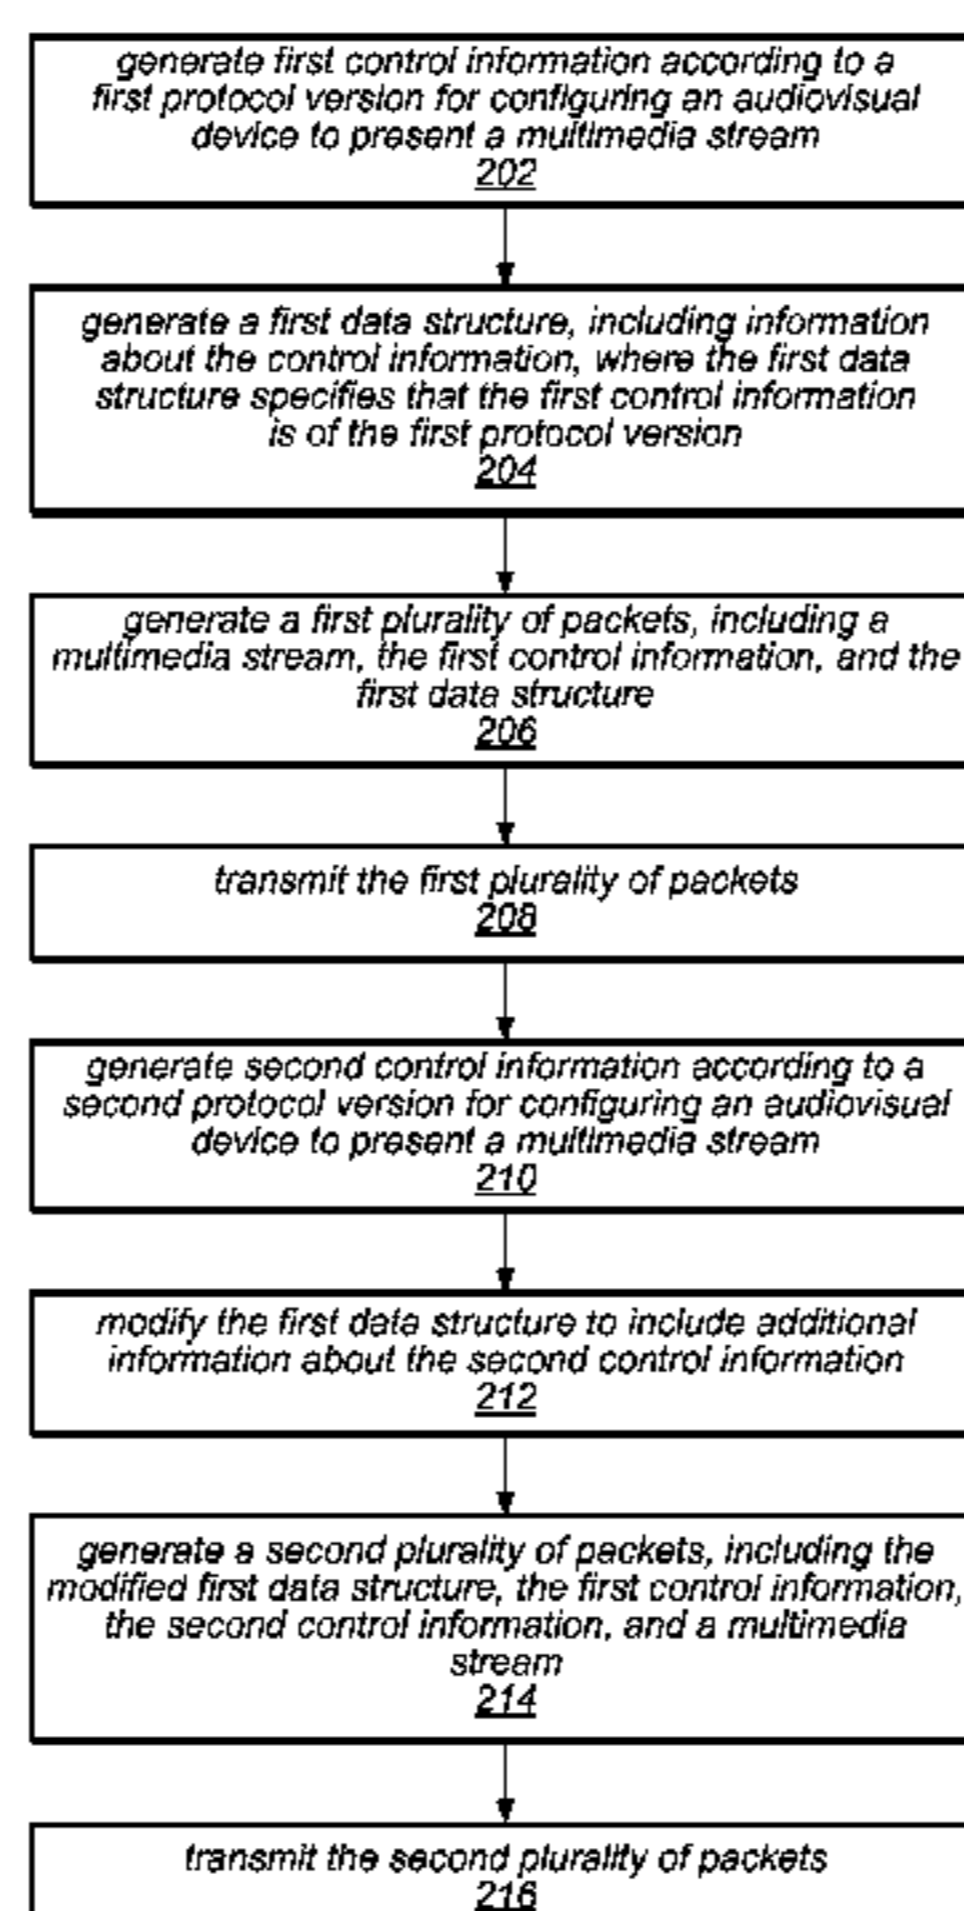 generate first control information according to a
first protocol version for configuring an audiovisual
device to present a multimedia stream
202
generate a first data structure, including information
about the control information, where the first data
structure specifies that the first control information
is of the first protocol version
204
generate a first plurality of packets, including a
multimedia stream, the first control information, and the
first data structure
206
transmit the first plurality of packets
208
generate second control information according to a
second protocol version for configuring an audiovisual
device to present a multimedia stream
210
modify the first data structure to include additional
information about the second control information
212
generate a second plurality of packets, including the
modified first data structure, the first control information,
the second control information, and a multimedia
stream
214
transmit the second plurality of packets
216